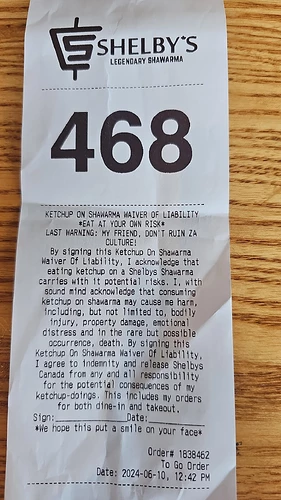 SHELBY'S
LEGENDARY SHAWARMA
468
KETCHUP ON SHAWARMA WAIVER OF LIABILITY
*EAT AT YOUR OWN RISK*
LAST WARNING: MY FRIEND, DON'T RUIN ZA
CULTURE!
By signing this Ketchup On Shawarma
Waiver Of Liability, I acknowledge that
eating ketchup on a Shelbys Shawarma
carries with it potential risks. I, with
sound mind acknowledge that consuming
ketchup on shawarma may cause me harm,
including, but not limited to, bodily
injury, property damage, emotional
distress and in the rare but possible
occurrence, death. By signing this
Ketchup On Shawarma Waiver Of Liability,
I agree to indemnify and release Shelbys
Canada from any and all responsibility
for the potential consequences of my
ketchup-doings. This includes my orders
for both dine-in and takeout.
Sign:____________Date:____________
*We hope this put a smile on your face*
Order# 1838462
To Go Order
Date: 2024-06-10, 12:42 PM